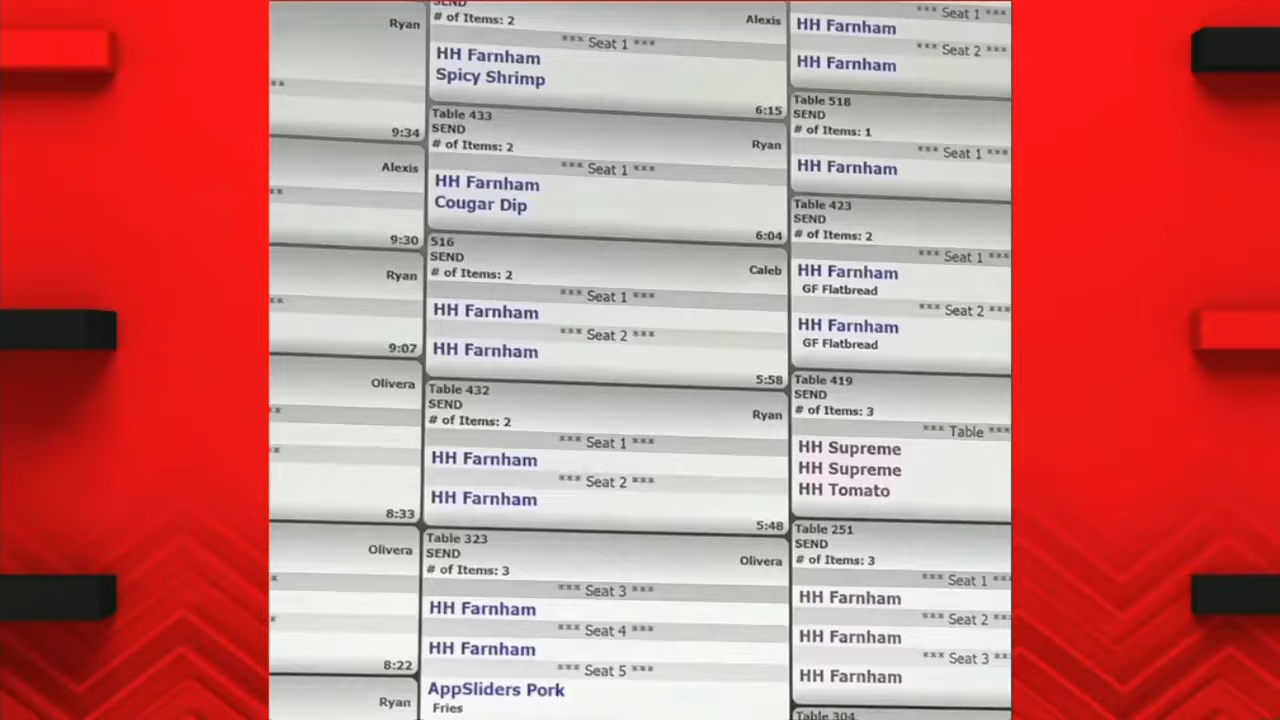 Ryan
**
9:34
Alexis
**
9:30
Ryan
**
9:07
Olivera
**
**
8:33
Olivera
*
*
8:22
Ryan
SEND
# of Items: 2
Alexis
*** Seat 1 ***
HH Farnham
Spicy Shrimp
6:15
Table 433
SEND
# of Items: 2
Ryan
*** Seat 1 ***
HH Farnham
Cougar Dip
6:04
516
SEND
# of Items: 2
Caleb
*** Seat 1 ***
HH Farnham
*** Seat 2 ***
HH Farnham
5:58
Table 432
SEND
# of Items: 2
Ryan
*** Seat 1 ***
HH Farnham
*** Seat 2 ***
HH Farnham
5:48
Table 323
SEND
# of Items: 3
Olivera
*** Seat 3 ***
HH Farnham
*** Seat 4 ***
HH Farnham
*** Seat 5 ***
AppSliders Pork
Fries
*** Seat 1 ***
HH Farnham
*** Seat 2 ***
HH Farnham
Table 518
SEND
# of Items: 1
*** Seat 1 ***
HH Farnham
Table 423
SEND
# of Items: 2
*** Seat 1 ***
HH Farnham
GF Flatbread
*** Seat 2 ***
HH Farnham
GF Flatbread
Table 419
SEND
# of Items: 3
*** Table ***
HH Supreme
HH Supreme
HH Tomato
Table 251
SEND
# of Items: 3
*** Seat 1 **
HH Farnham
*** Seat 2 **
HH Farnham
*** Seat 3 **
HH Farnham
Table 304